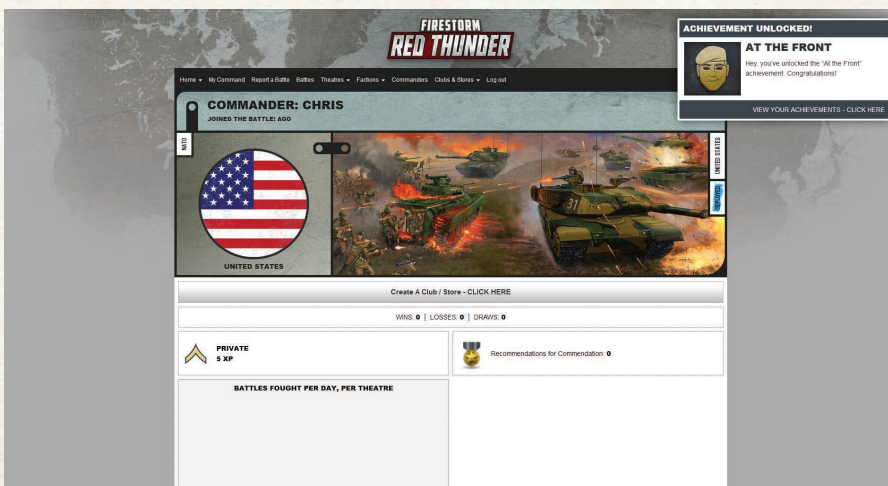 FIRESTORM
RED THUNDER
ACHIEVEMENT UNLOCKED!
AT THE FRONT
Hey, you've unlocked the "At the Front"
achievement. Congratulations!
VIEW YOUR ACHIEVEMENTS - CLICK HERE
Home My Command Report a Battle Battles Theatres Factions Commanders Clubs & Stores Log out
COMMANDER: CHRIS
JOINED THE BATTLE: AGO
NATO
UNITED STATES
DEPLOYED
31
UNITED STATES
Create A Club / Store - CLICK HERE
WINS: 0 | LOSSES: 0 | DRAWS: 0
PRIVATE
5 XP
Recommendations for Commendation: 0
BATTLES FOUGHT PER DAY, PER THEATRE